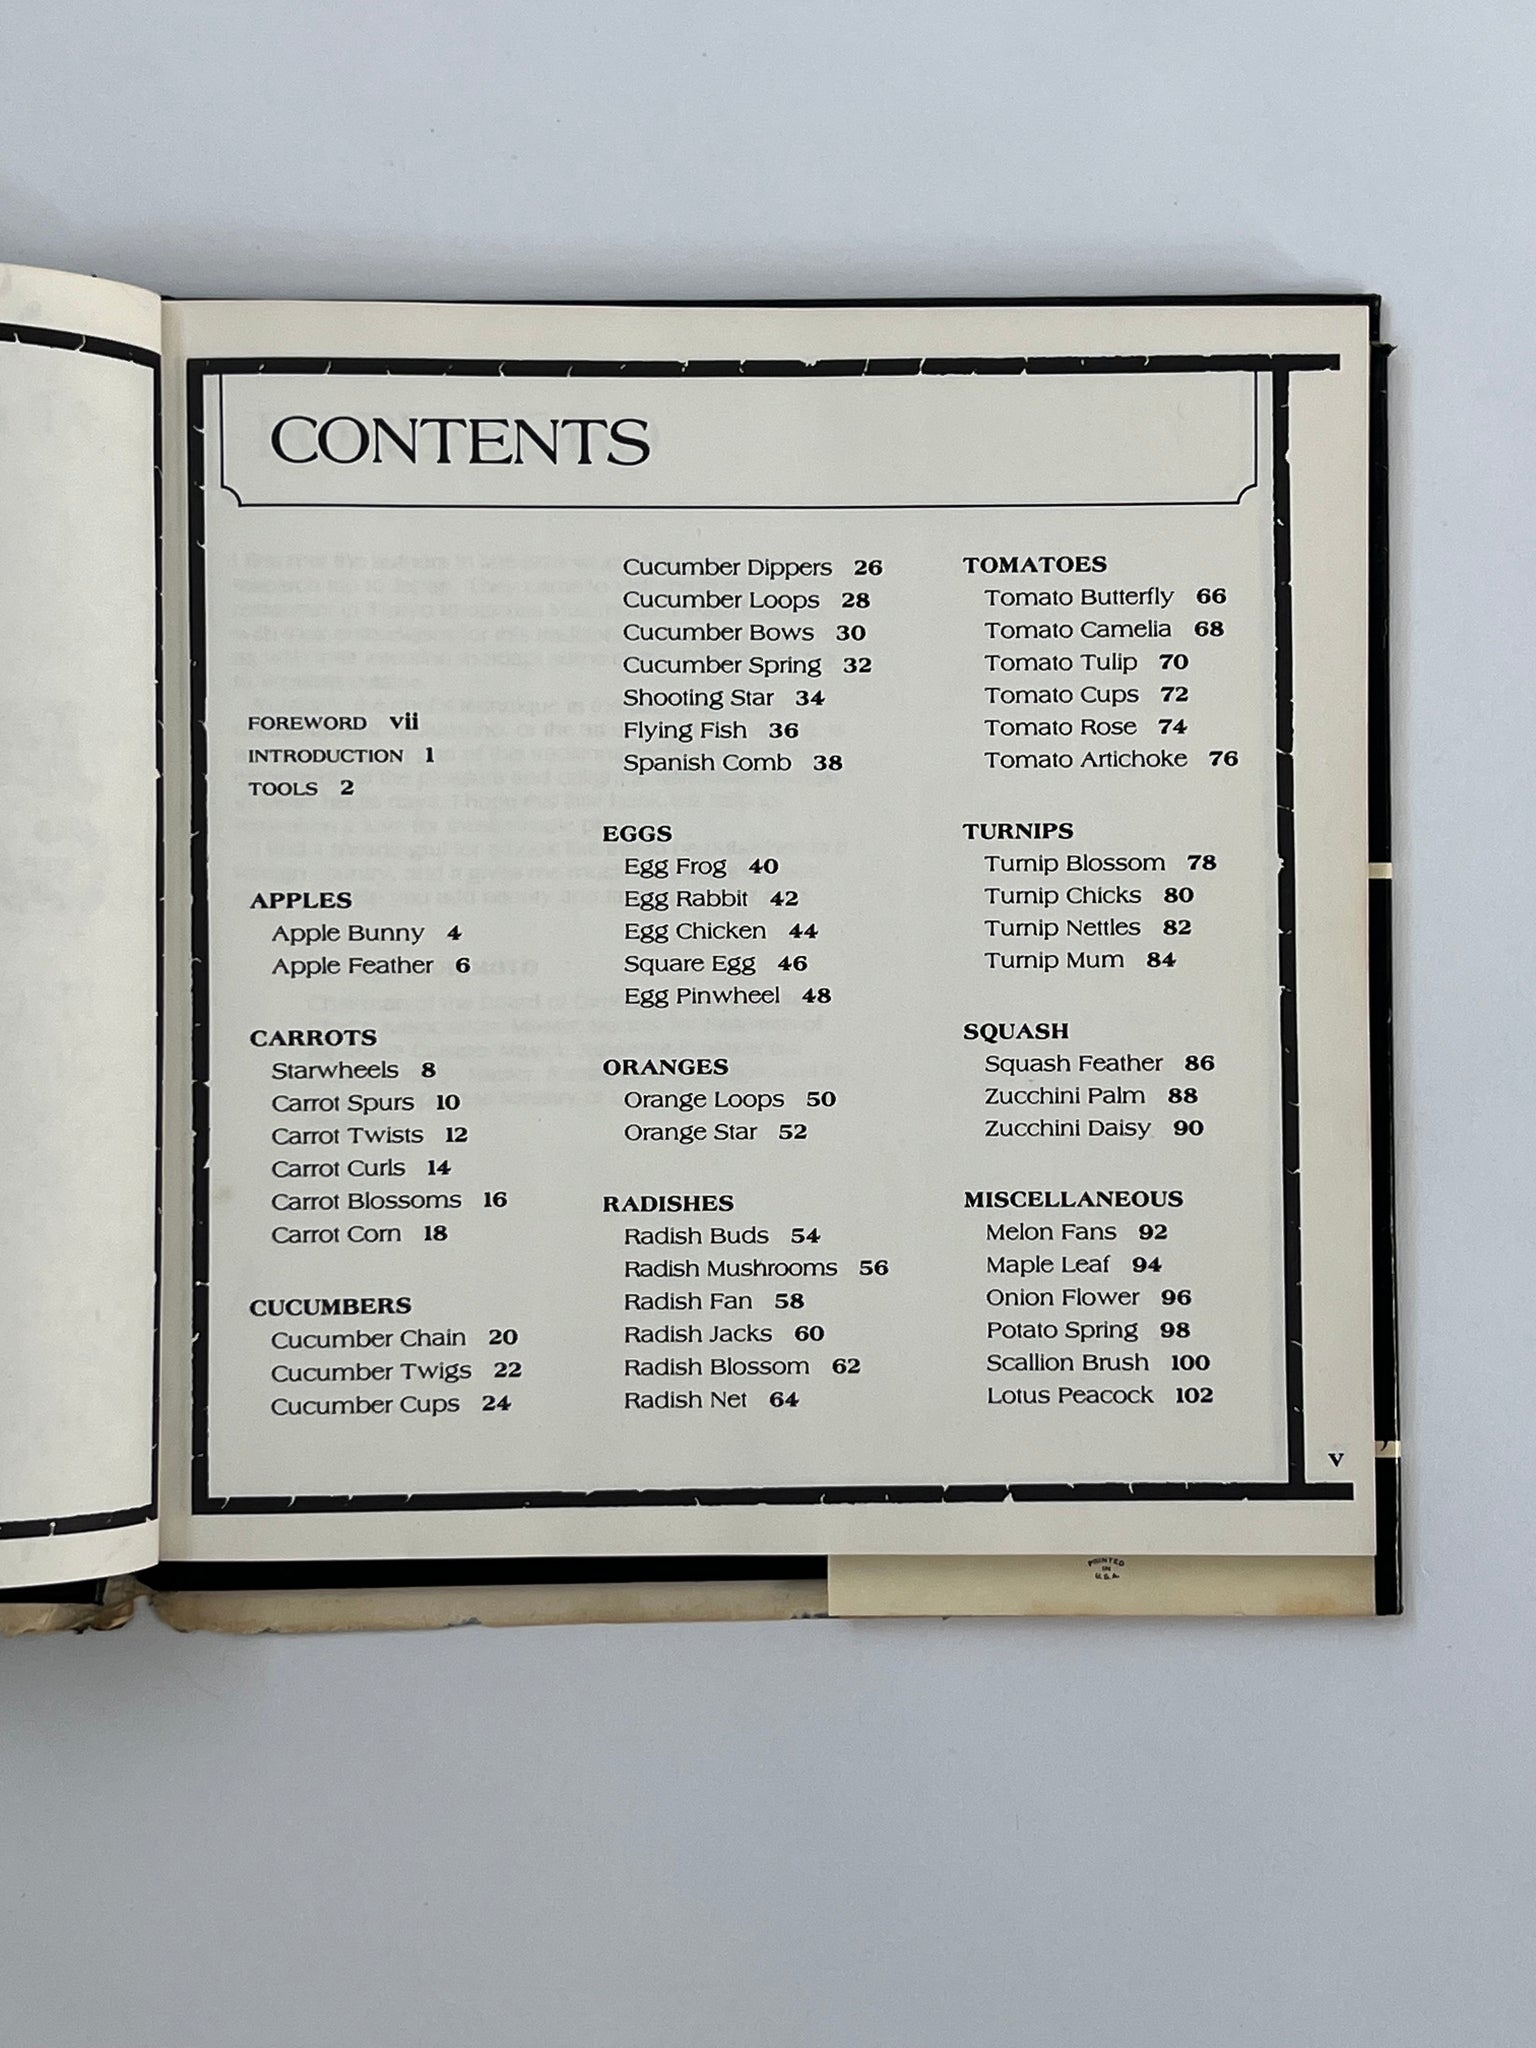 CONTENTS
FOREWORD vii
INTRODUCTION 1
TOOLS 2
APPLES
Apple Bunny 4
Apple Feather 6
CARROTS
Starwheels 8
Carrot Spurs 10
Carrot Twists 12
Carrot Curls 14
Carrot Blossoms 16
Carrot Corn 18
CUCUMBERS
Cucumber Chain 20
Cucumber Twigs 22
Cucumber Cups 24
Cucumber Dippers 26
Cucumber Loops 28
Cucumber Bows 30
Cucumber Spring 32
Shooting Star 34
Flying Fish 36
Spanish Comb 38
EGGS
Egg Frog 40
Egg Rabbit 42
Egg Chicken 44
Square Egg 46
Egg Pinwheel 48
ORANGES
Orange Loops 50
Orange Star 52
RADISHES
Radish Buds 54
Radish Mushrooms 56
Radish Fan 58
Radish Jacks 60
Radish Blossom 62
Radish Net 64
TOMATOES
Tomato Butterfly 66
Tomato Camelia 68
Tomato Tulip 70
Tomato Cups 72
Tomato Rose 74
Tomato Artichoke 76
TURNIPS
Turnip Blossom 78
Turnip Chicks 80
Turnip Nettles 82
Turnip Mum 84
SQUASH
Squash Feather 86
Zucchini Palm 88
Zucchini Daisy 90
MISCELLANEOUS
Melon Fans 92
Maple Leaf 94
Onion Flower 96
Potato Spring 98
Scallion Brush 100
Lotus Peacock 102
v
PRINTED
IN
U.S.A.